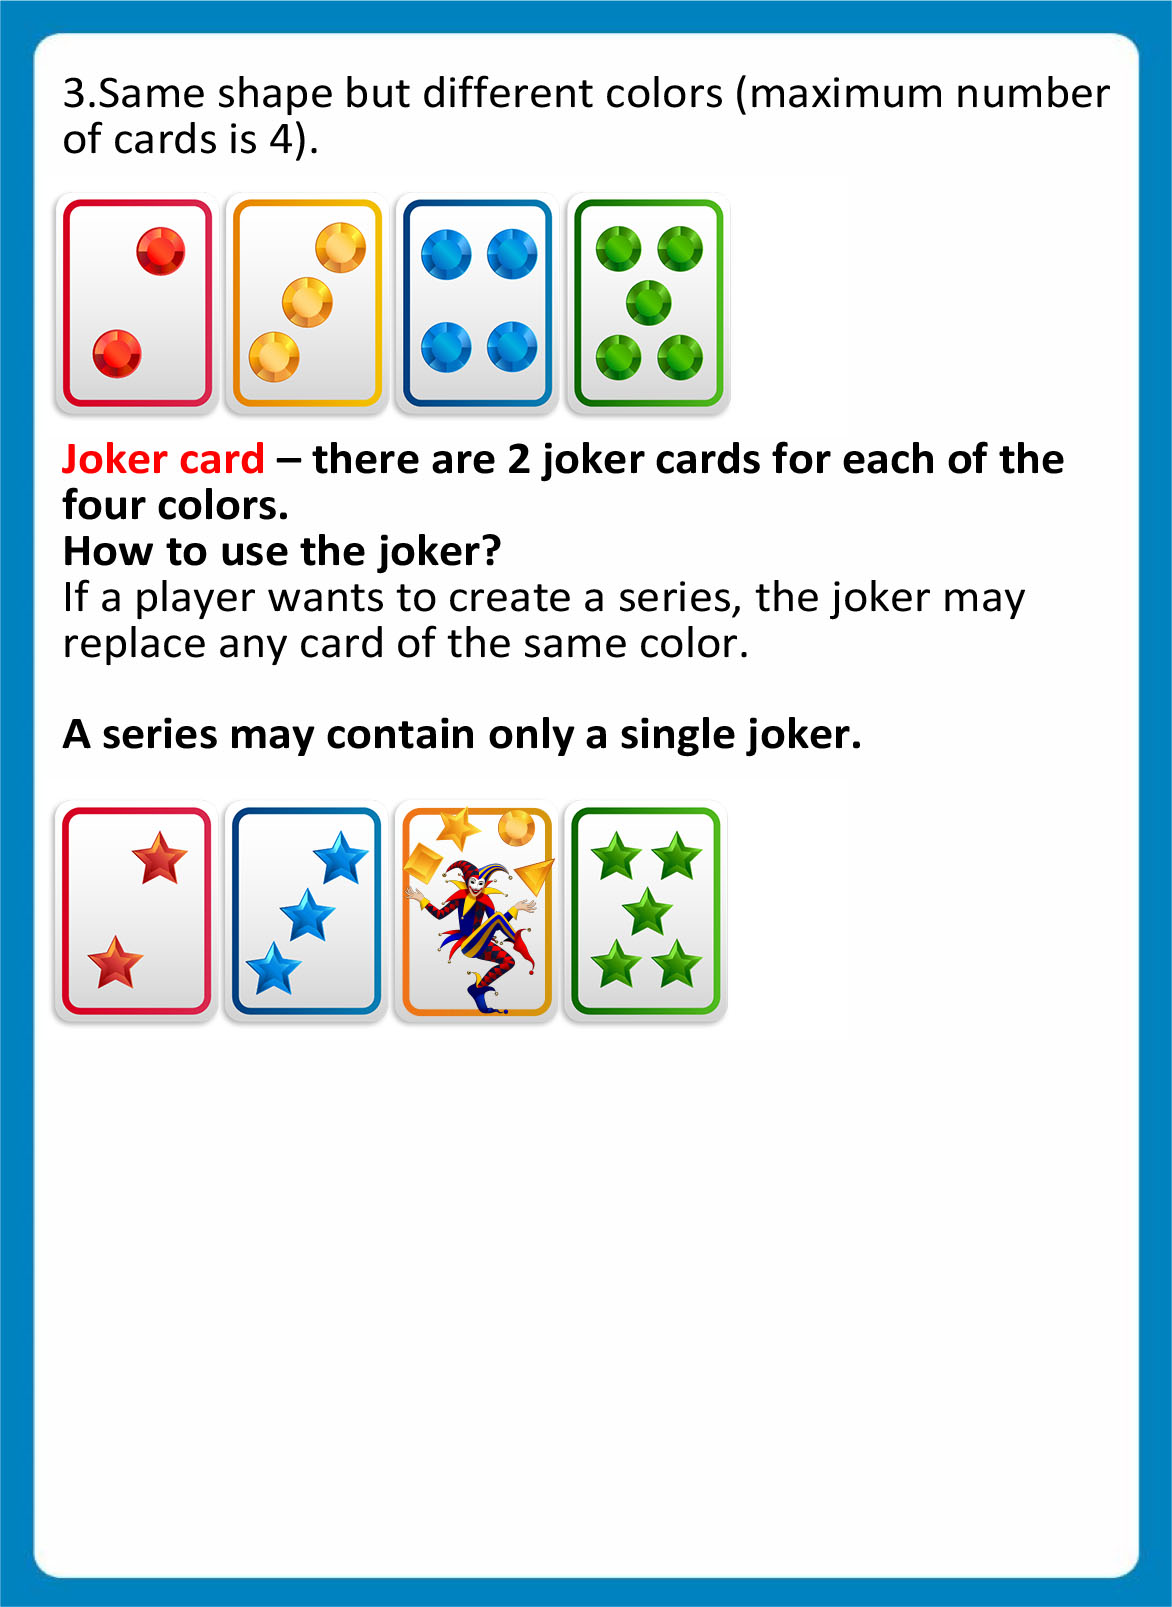 3.Same shape but different colors (maximum number
of cards is 4).
Joker card – there are 2 joker cards for each of the
four colors.
How to use the joker?
If a player wants to create a series, the joker may
replace any card of the same color.
A series may contain only a single joker.